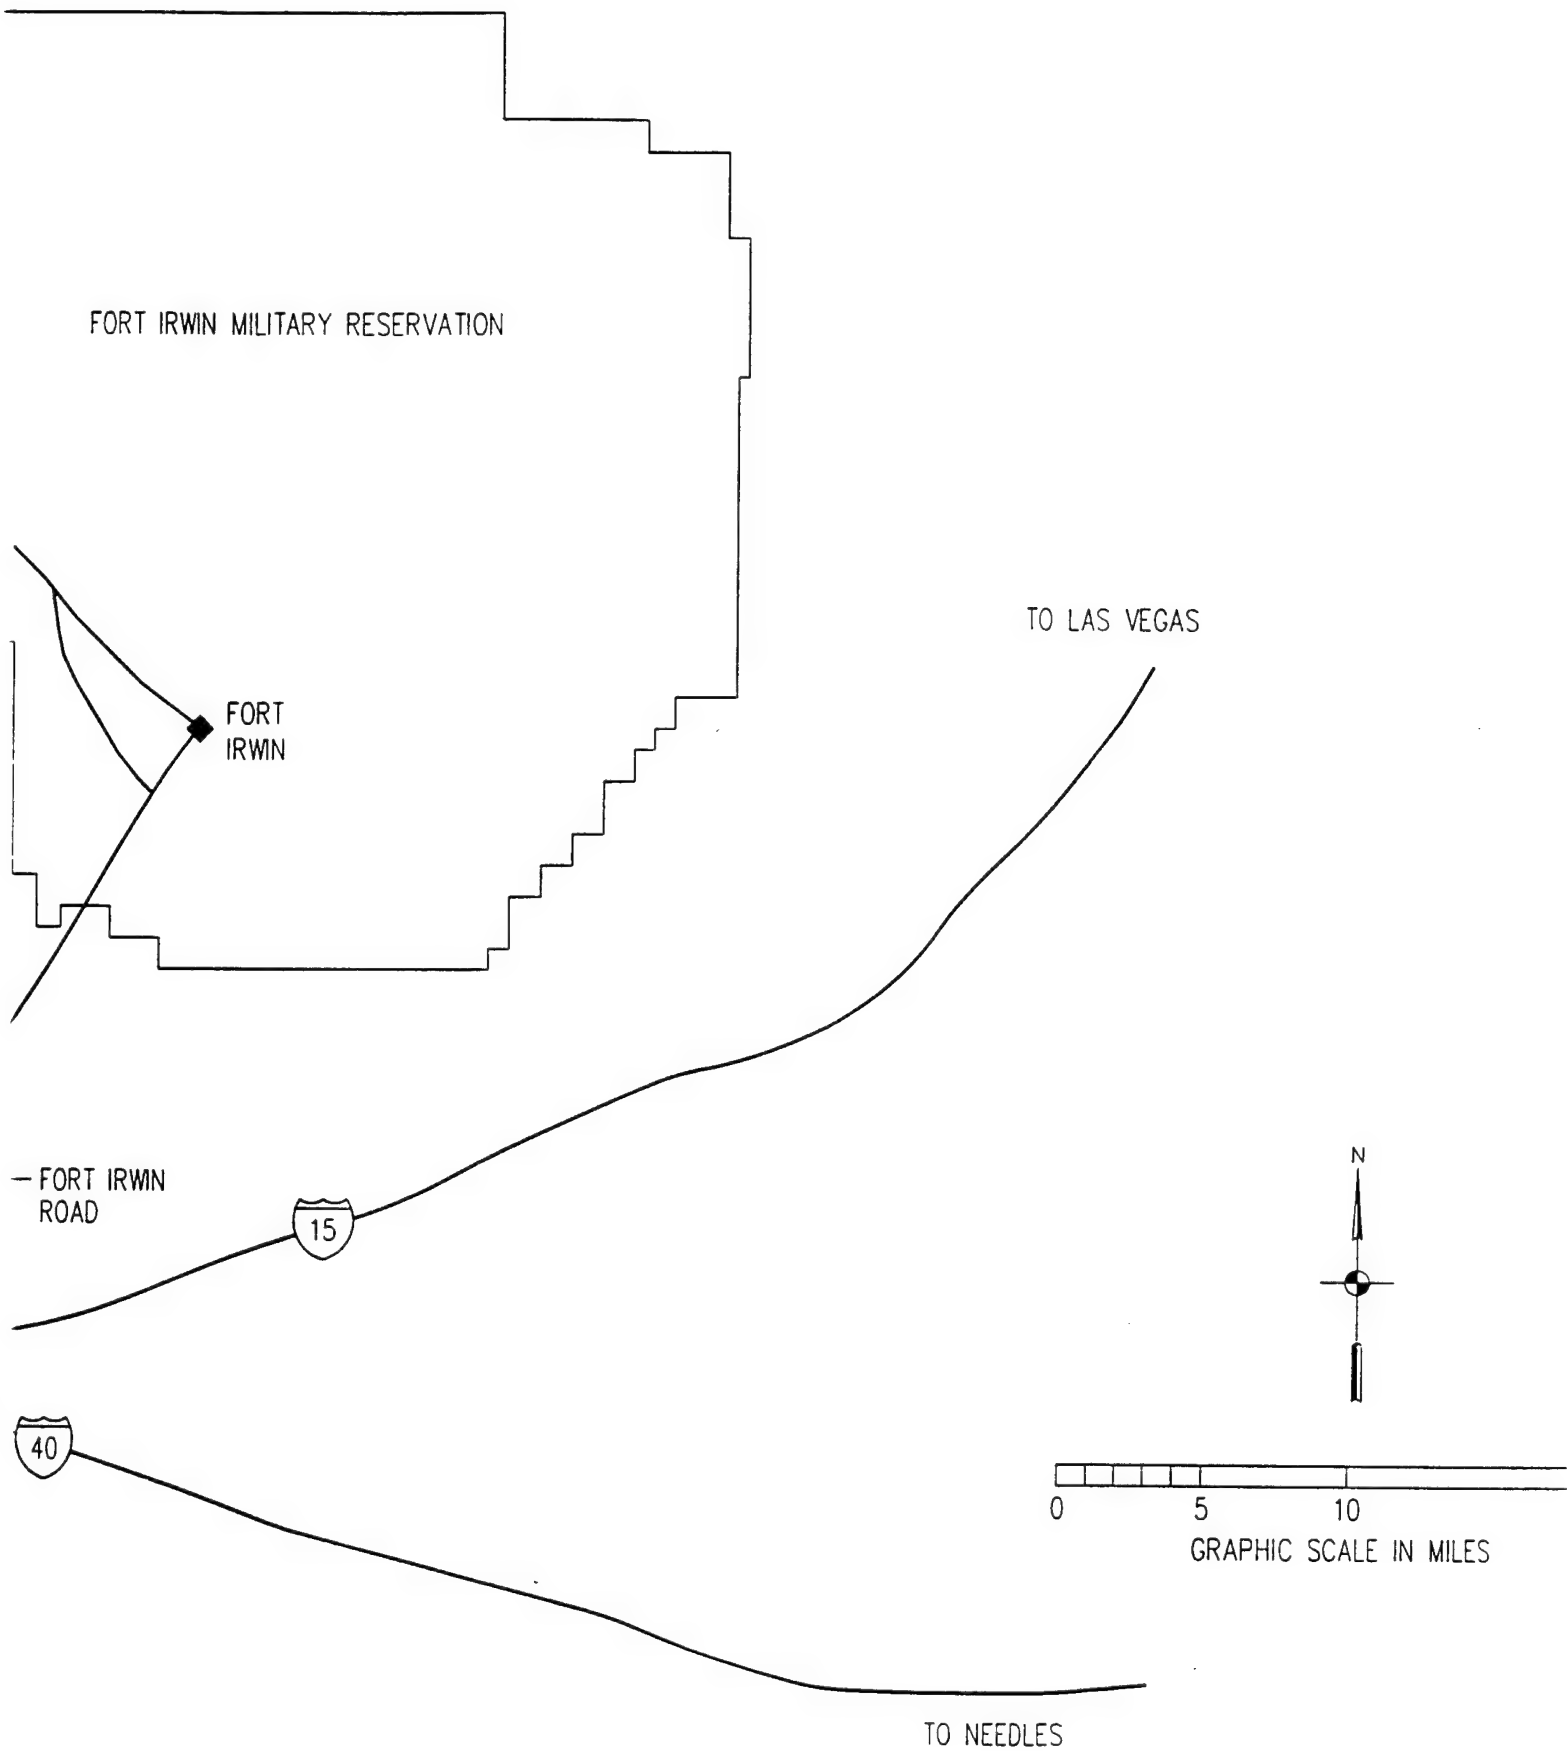 FORT IRWIN MILITARY RESERVATION
TO LAS VEGAS
FORT
IRWIN
N
FORT IRWIN
ROAD
15
40
0 5 10
GRAPHIC SCALE IN MILES
TO NEEDLES